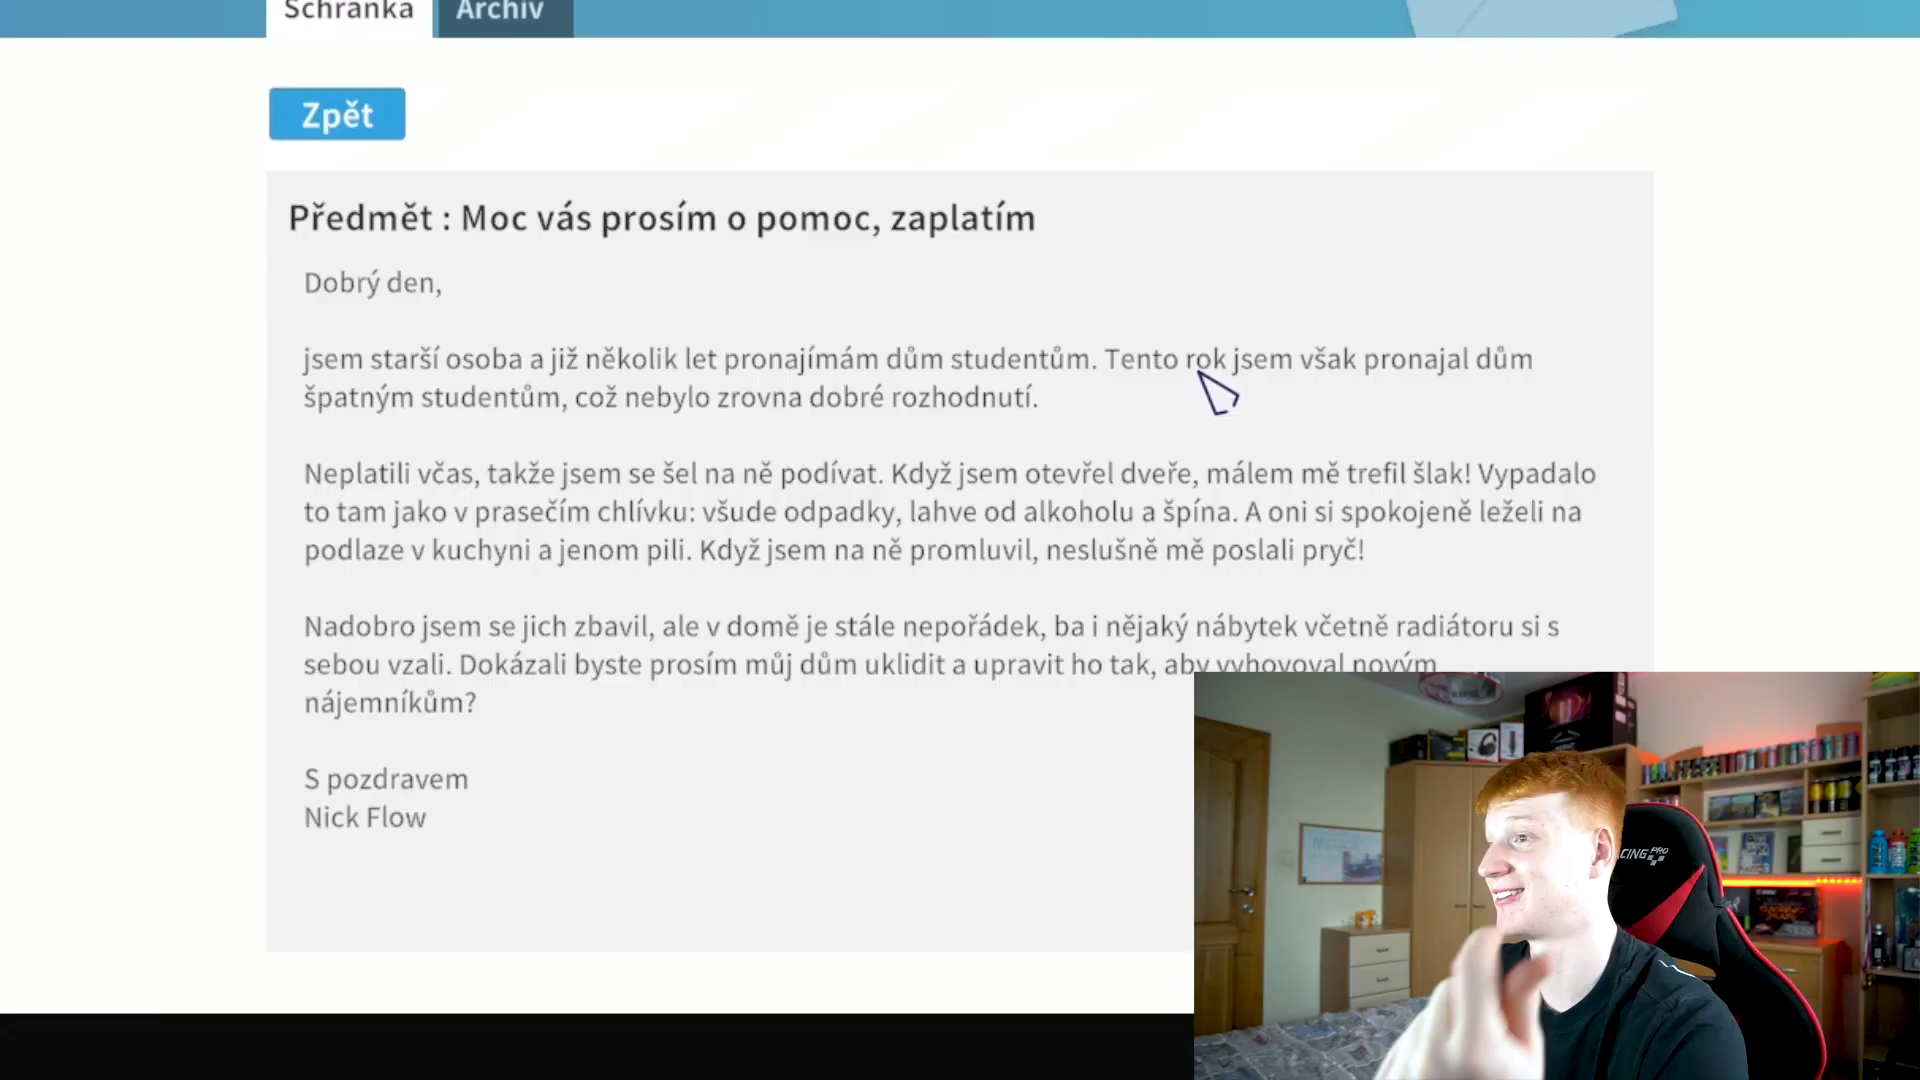 Schránka
Archiv
Zpět
Předmět : Moc vás prosím o pomoc, zaplatím
Dobrý den,
jsem starší osoba a již několik let pronajímám dům studentům. Tento rok jsem však pronajal dům
špatným studentům, což nebylo zrovna dobré rozhodnutí.
Neplatili včas, takže jsem se šel na ně podívat. Když jsem otevřel dveře, málem mě trefil šlak! Vypadalo
to tam jako v prasečím chlívku: všude odpadky, lahve od alkoholu a špína. A oni si spokojeně leželi na
podlaze v kuchyni a jenom pili. Když jsem na ně promluvil, neslušně mě poslali pryč!
Nadobro jsem se jich zbavil, ale v domě je stále nepořádek, ba i nějaký nábytek včetně radiátoru si s
sebou vzali. Dokázali byste prosím můj dům uklidit a upravit ho tak, aby vyhovoval novým
nájemníkům?
S pozdravem
Nick Flow
CING PRO